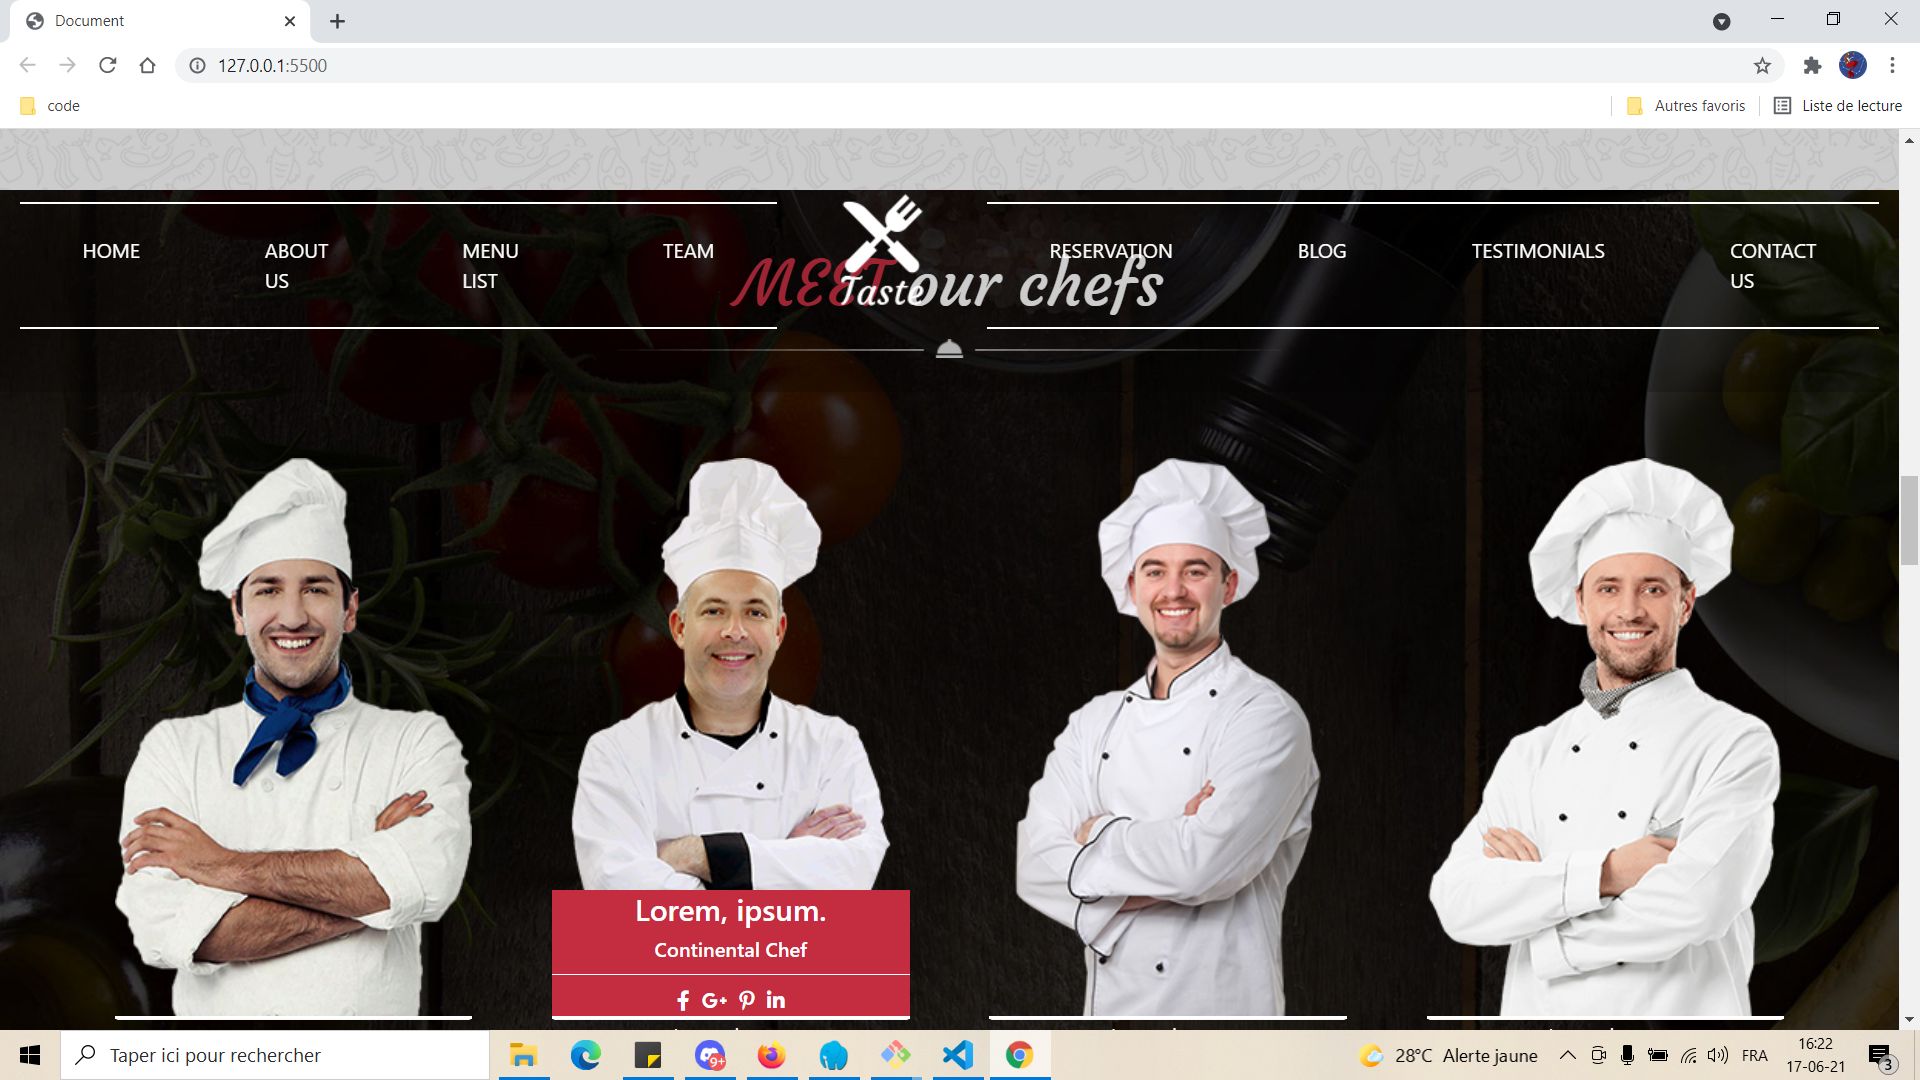 Document
127.0.0.1:5500
code
Autres favoris
Liste de lecture
HOME
ABOUT US
MENU LIST
TEAM
Taste
RESERVATION
BLOG
TESTIMONIALS
CONTACT US
MEET our chefs
Lorem, ipsum.
Continental Chef
G+
in
Taper ici pour rechercher
9+
28°C Alerte jaune
FRA
16:22
17-06-21
3